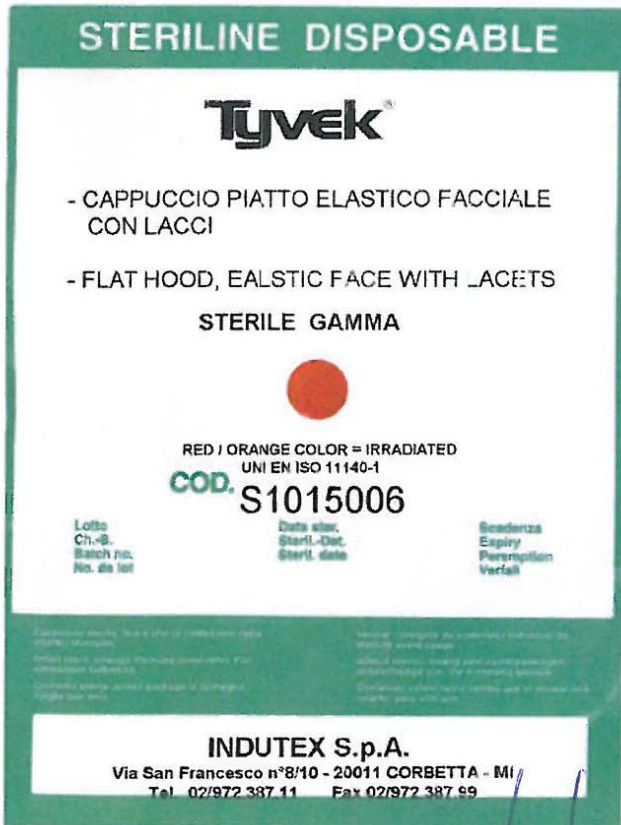 STERILINE DISPOSABLE
Tyvek®
- CAPPUCCIO PIATTO ELASTICO FACCIALE
CON LACCI
- FLAT HOOD, EALSTIC FACE WITH LACETS
STERILE GAMMA
RED / ORANGE COLOR = IRRADIATED
UNI EN ISO 11140-1
COD. S1015006
Lotto
Ch.-B.
Batch no.
No. de lot
Data ster.
Steril.-Dat.
Steril. date
Scadenza
Expiry
Peremption
Verfall
INDUTEX S.p.A.
Via San Francesco n°8/10 - 20011 CORBETTA - MI
Tel. 02/972.387.11 Fax 02/972.387.99